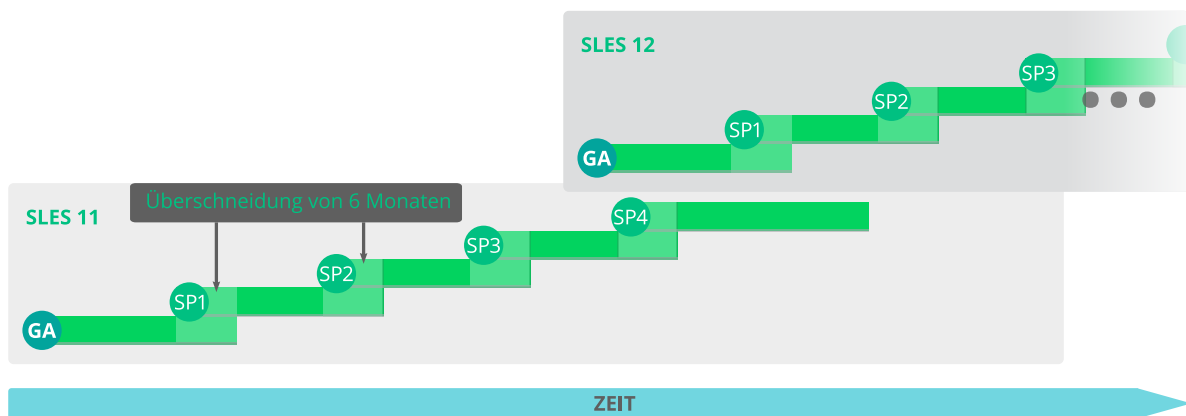 SLES 12
SP3
SP2
SP1
GA
Überschneidung von 6 Monaten
SLES 11
SP4
SP3
SP2
SP1
GA
ZEIT